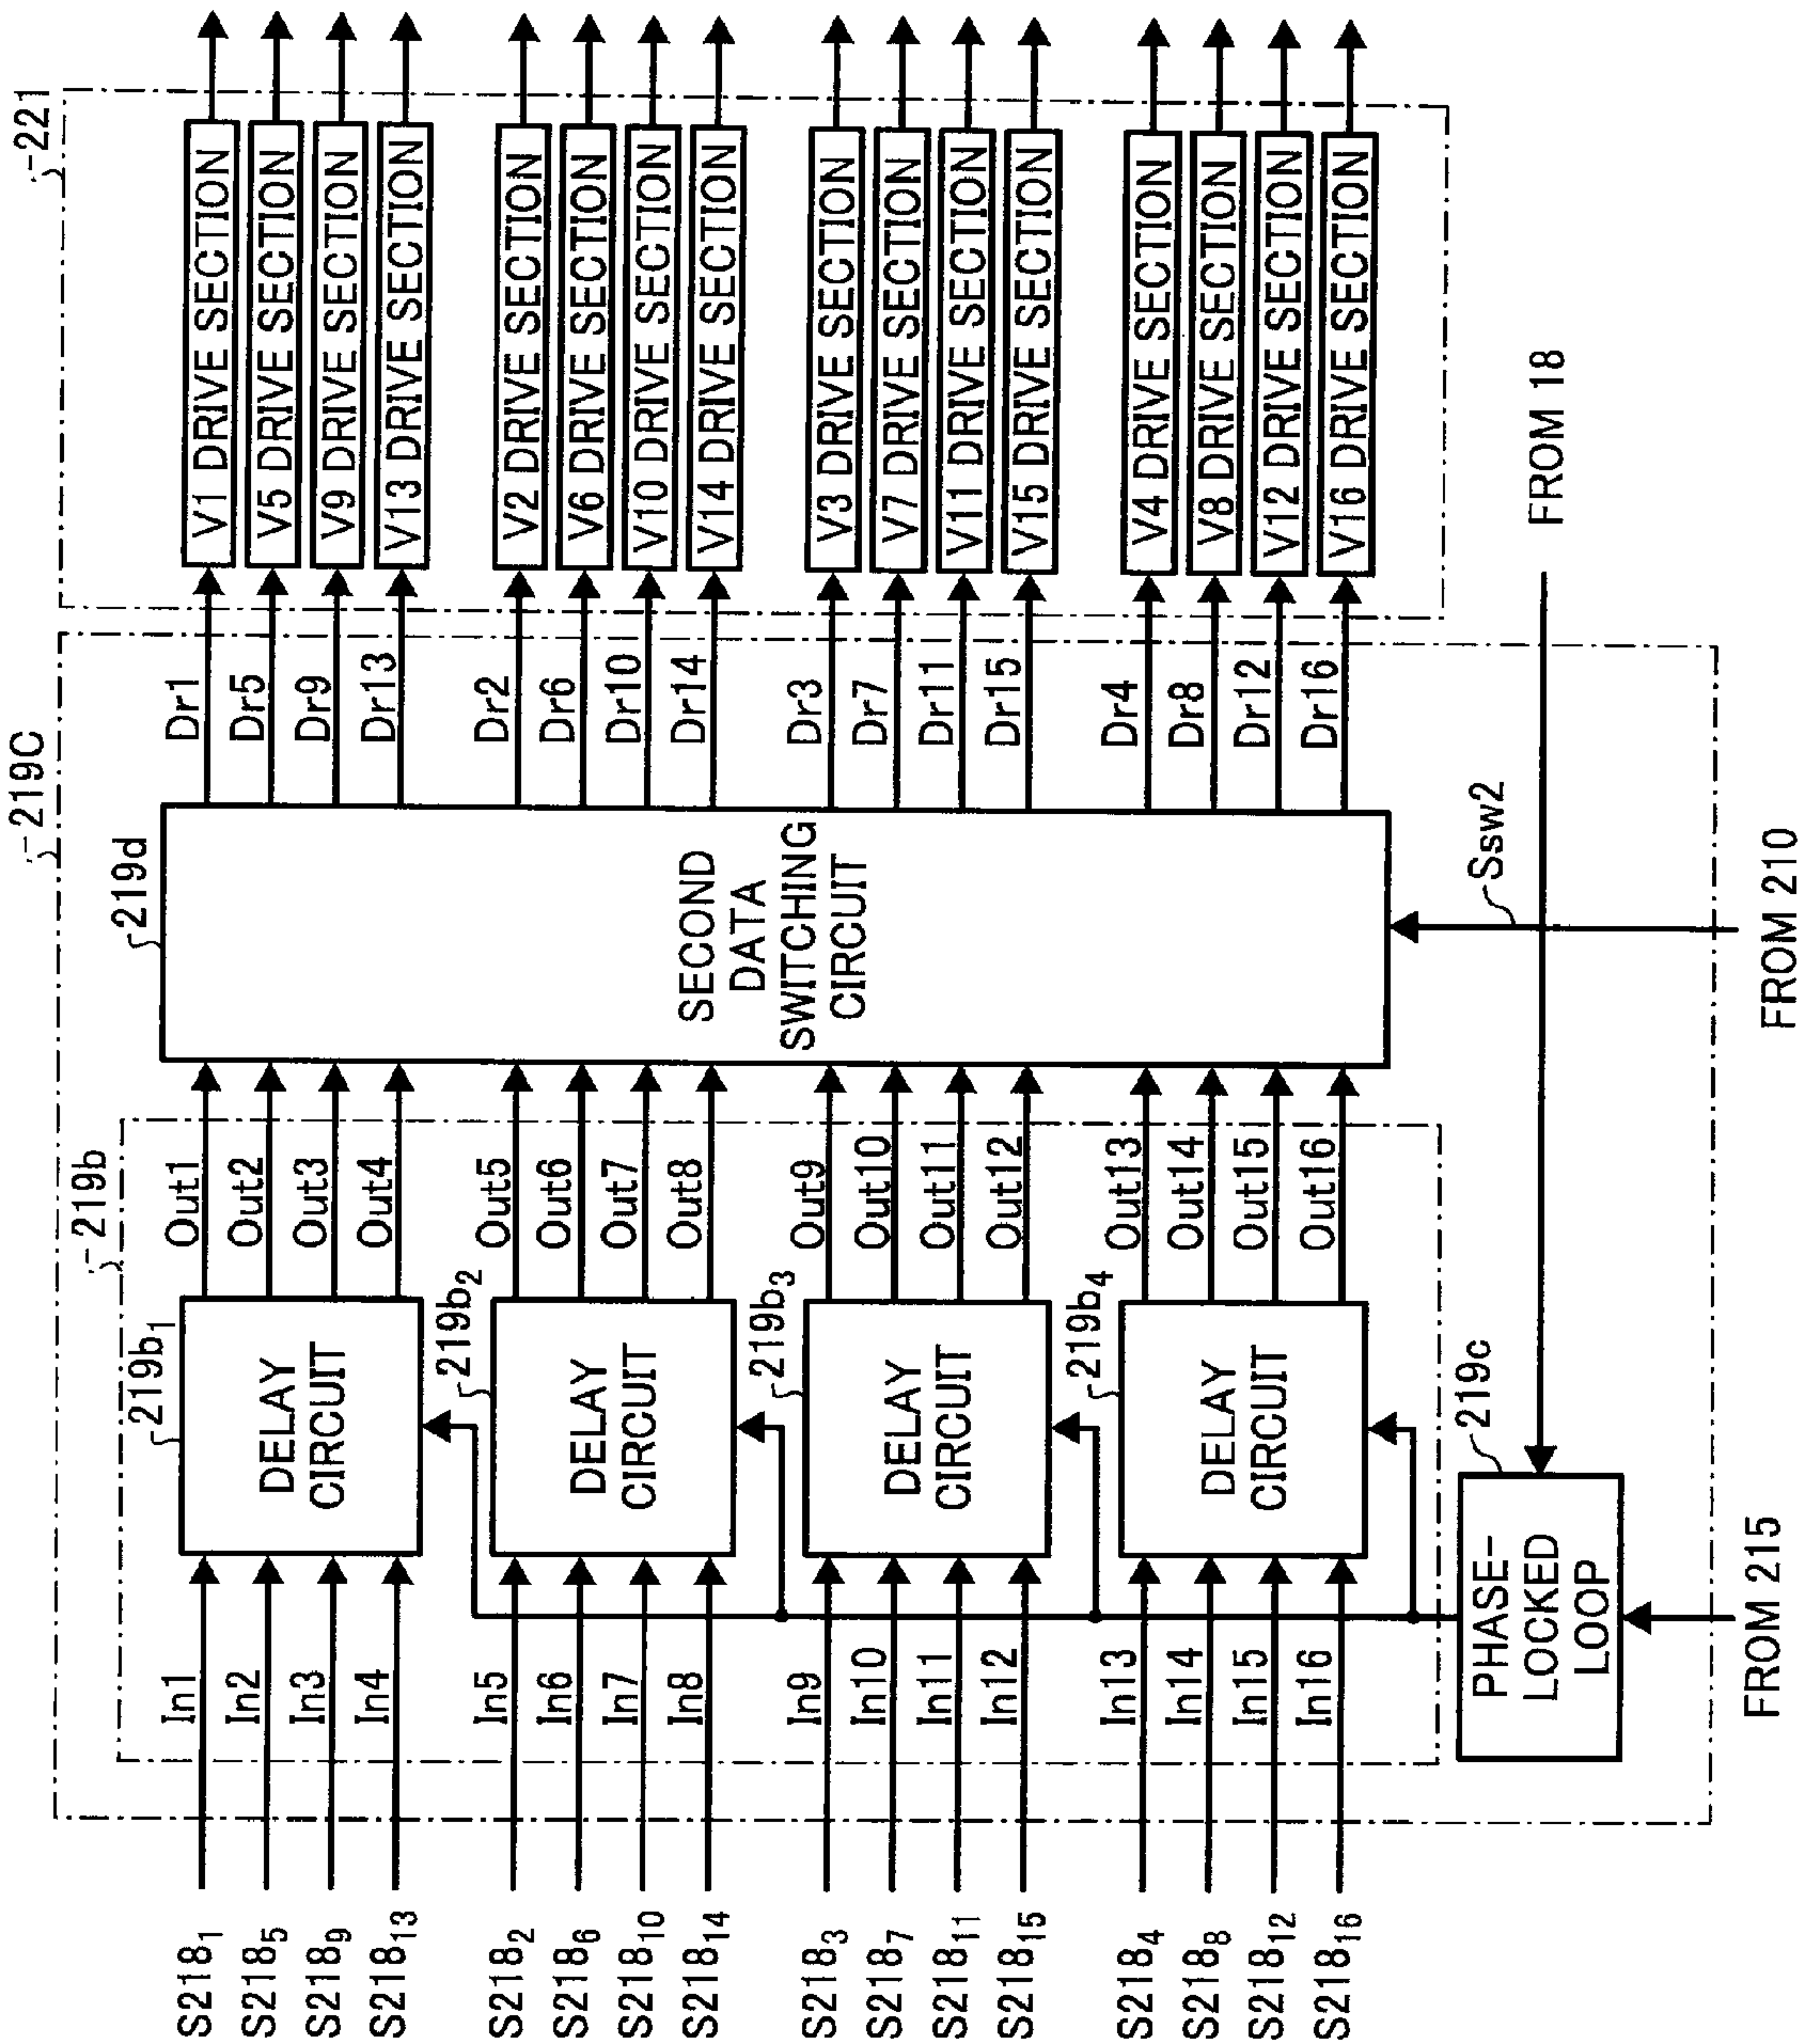 219C
221
219b
219d
S218₁
S218₅
S218₉
S218₁₃
In1
In2
In3
In4
219b₁
DELAY
CIRCUIT
Out1
Out2
Out3
Out4
Dr1
Dr5
Dr9
Dr13
V1 DRIVE SECTION
V5 DRIVE SECTION
V9 DRIVE SECTION
V13 DRIVE SECTION
S218₂
S218₆
S218₁₀
S218₁₄
In5
In6
In7
In8
219b₂
DELAY
CIRCUIT
Out5
Out6
Out7
Out8
SECOND
DATA
SWITCHING
CIRCUIT
Dr2
Dr6
Dr10
Dr14
V2 DRIVE SECTION
V6 DRIVE SECTION
V10 DRIVE SECTION
V14 DRIVE SECTION
S218₃
S218₇
S218₁₁
S218₁₅
In9
In10
In11
In12
219b₃
DELAY
CIRCUIT
Out9
Out10
Out11
Out12
Dr3
Dr7
Dr11
Dr15
V3 DRIVE SECTION
V7 DRIVE SECTION
V11 DRIVE SECTION
V15 DRIVE SECTION
S218₄
S218₈
S218₁₂
S218₁₆
In13
In14
In15
In16
219b₄
DELAY
CIRCUIT
Out13
Out14
Out15
Out16
Dr4
Dr8
Dr12
Dr16
V4 DRIVE SECTION
V8 DRIVE SECTION
V12 DRIVE SECTION
V16 DRIVE SECTION
219c
PHASE-
LOCKED
LOOP
Ssw2
FROM 18
FROM 215
FROM 210